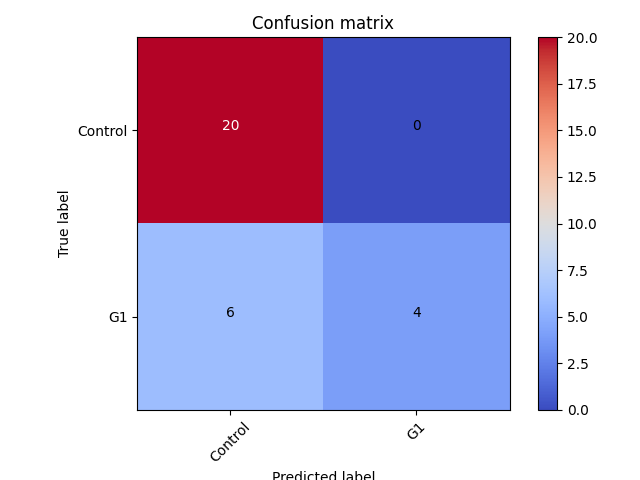 Confusion matrix
True label
Control
20
0
G1
6
4
Control
G1
Predicted label
20.0
17.5
15.0
12.5
10.0
7.5
5.0
2.5
0.0